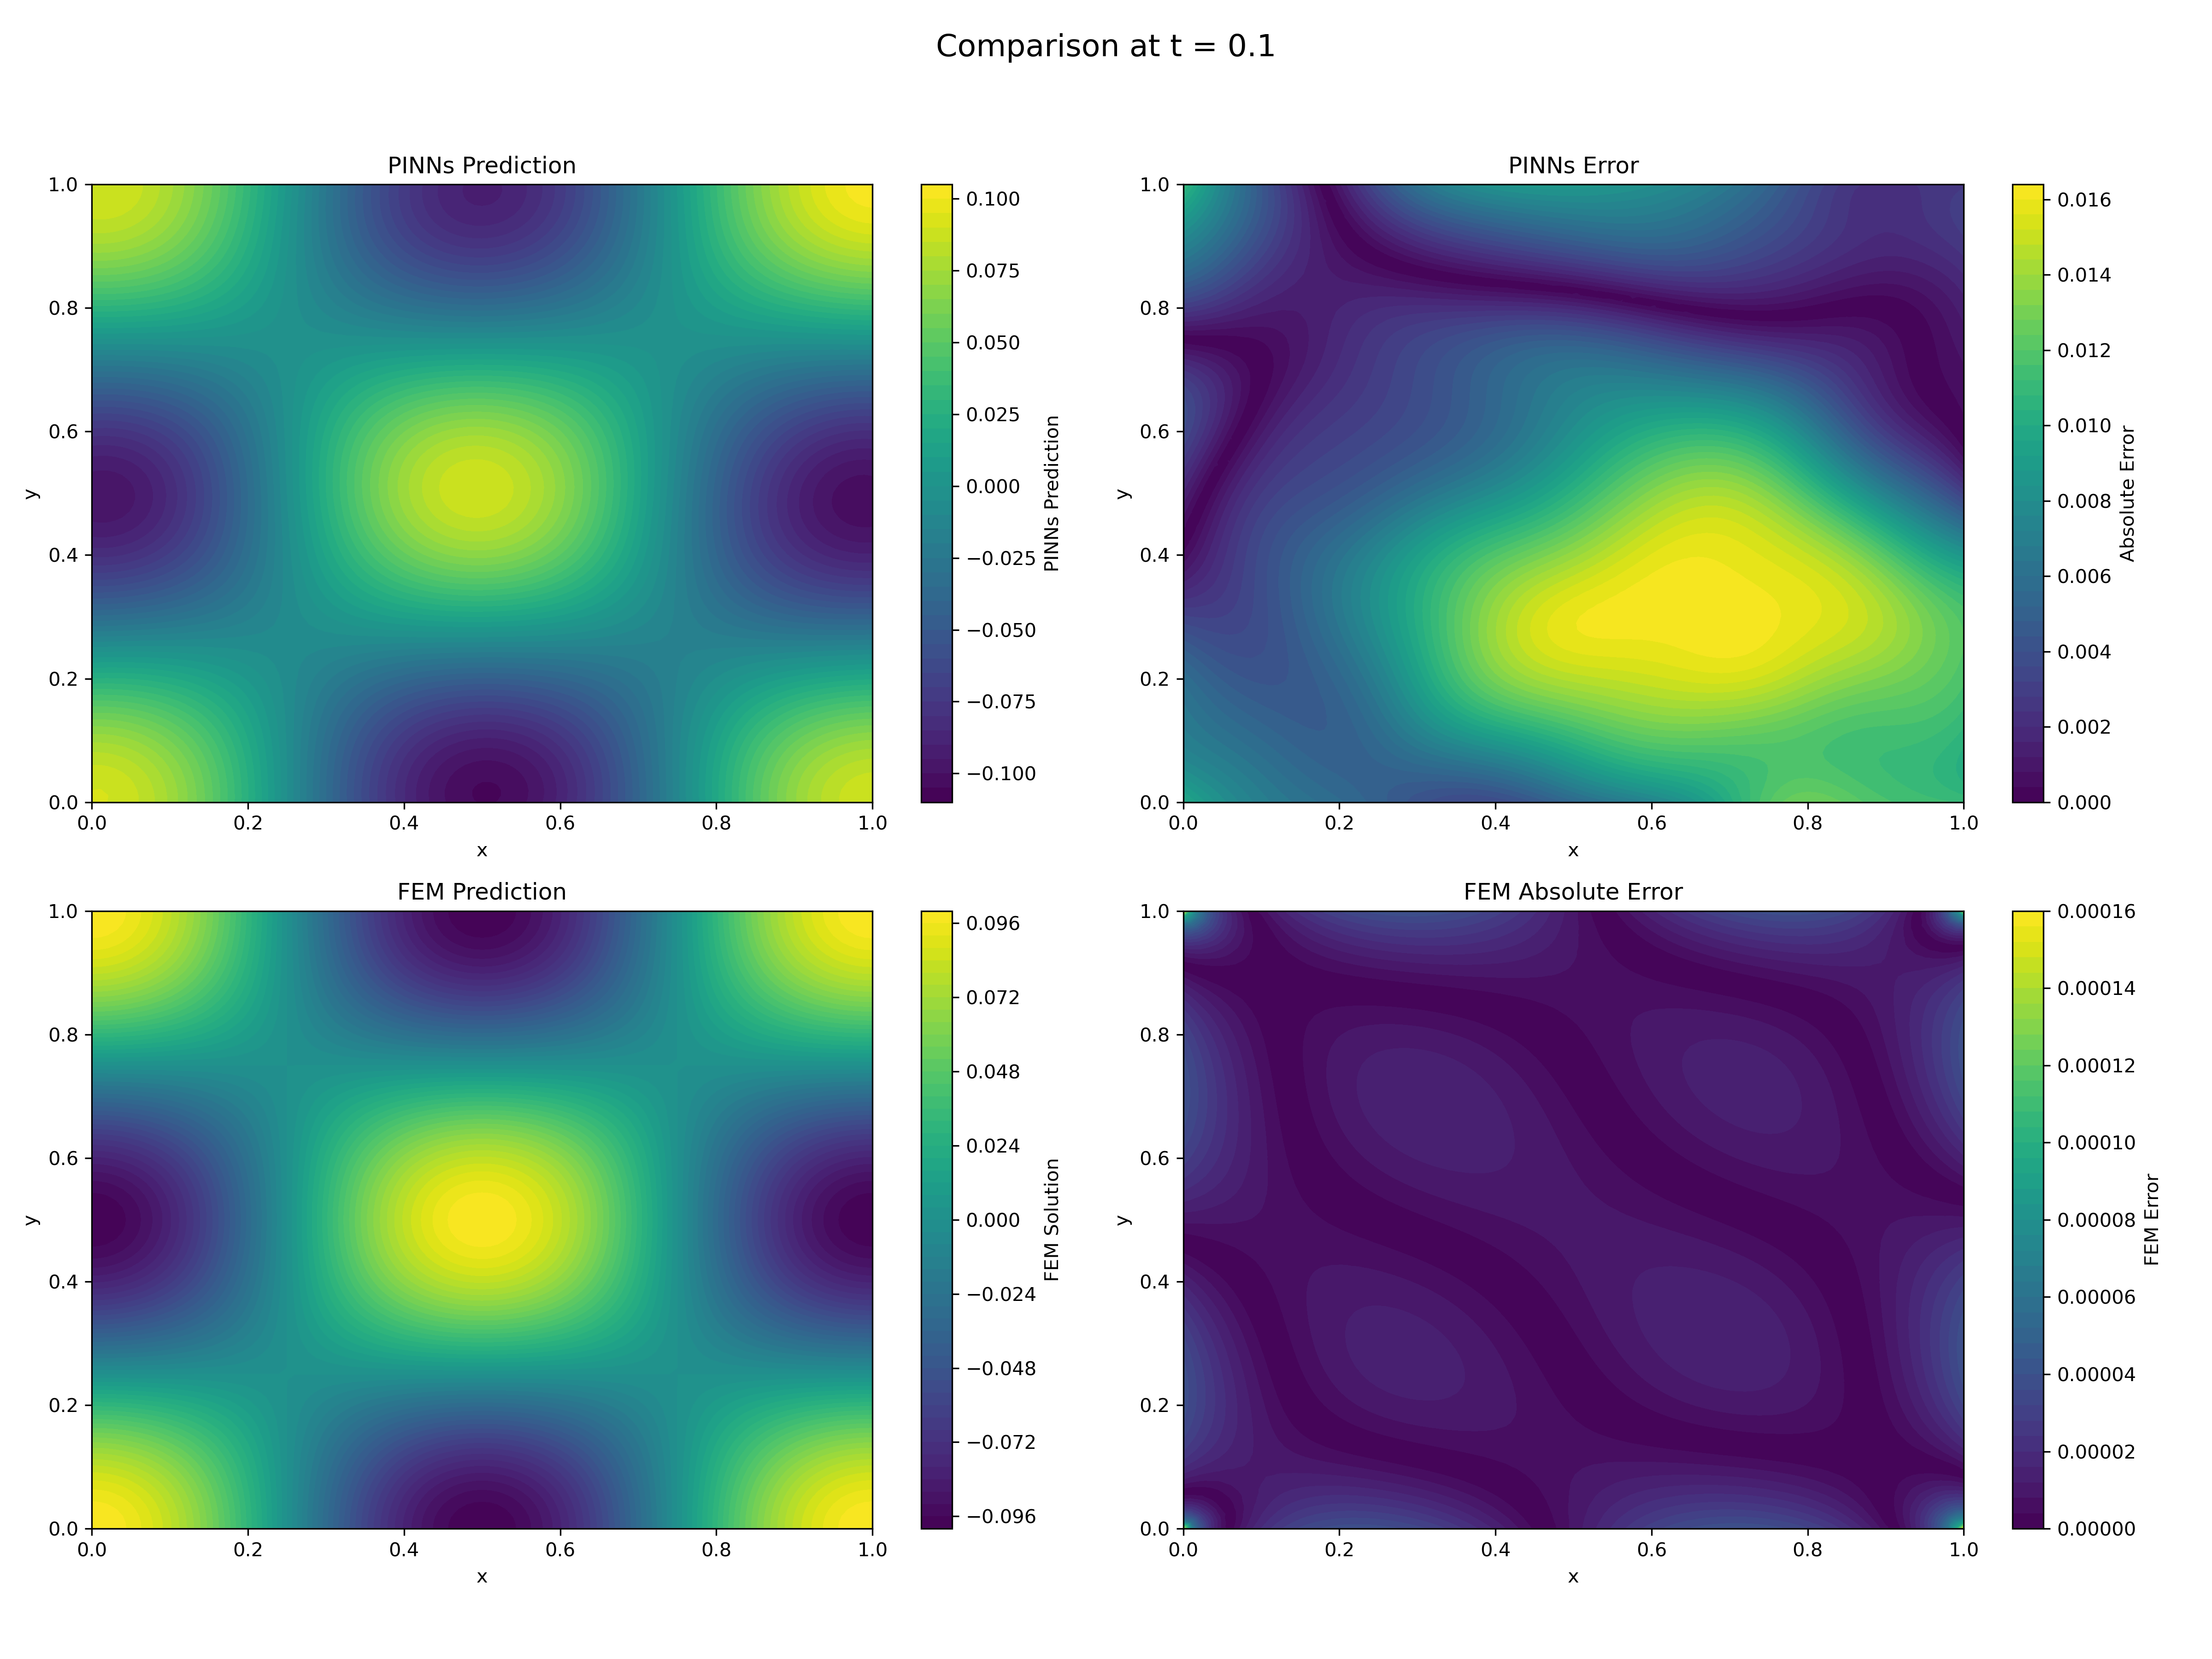 Comparison at t = 0.1
PINNs Prediction
1.0
0.8
0.6
0.4
0.2
0.0
y
0.0 0.2 0.4 0.6 0.8 1.0
x
0.100
0.075
0.050
0.025
0.000
−0.025
−0.050
−0.075
−0.100
PINNs Prediction
PINNs Error
1.0
0.8
0.6
0.4
0.2
0.0
y
0.0 0.2 0.4 0.6 0.8 1.0
x
0.016
0.014
0.012
0.010
0.008
0.006
0.004
0.002
0.000
Absolute Error
FEM Prediction
1.0
0.8
0.6
0.4
0.2
0.0
y
0.0 0.2 0.4 0.6 0.8 1.0
x
0.096
0.072
0.048
0.024
0.000
−0.024
−0.048
−0.072
−0.096
FEM Solution
FEM Absolute Error
1.0
0.8
0.6
0.4
0.2
0.0
y
0.0 0.2 0.4 0.6 0.8 1.0
x
0.00016
0.00014
0.00012
0.00010
0.00008
0.00006
0.00004
0.00002
0.00000
FEM Error